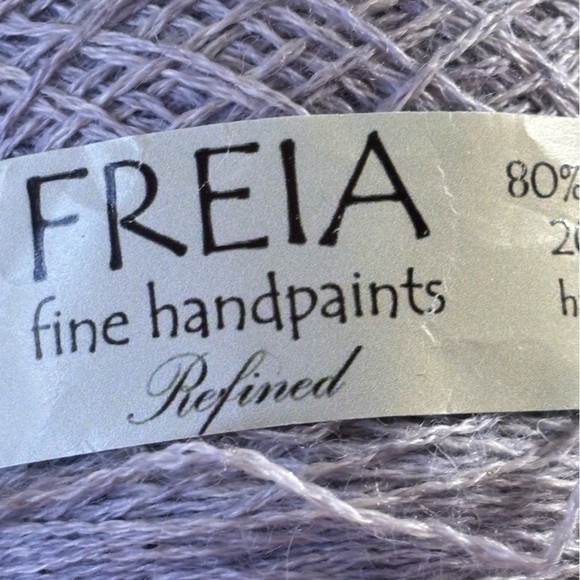 FREIA
fine handpaints
Refined
80%